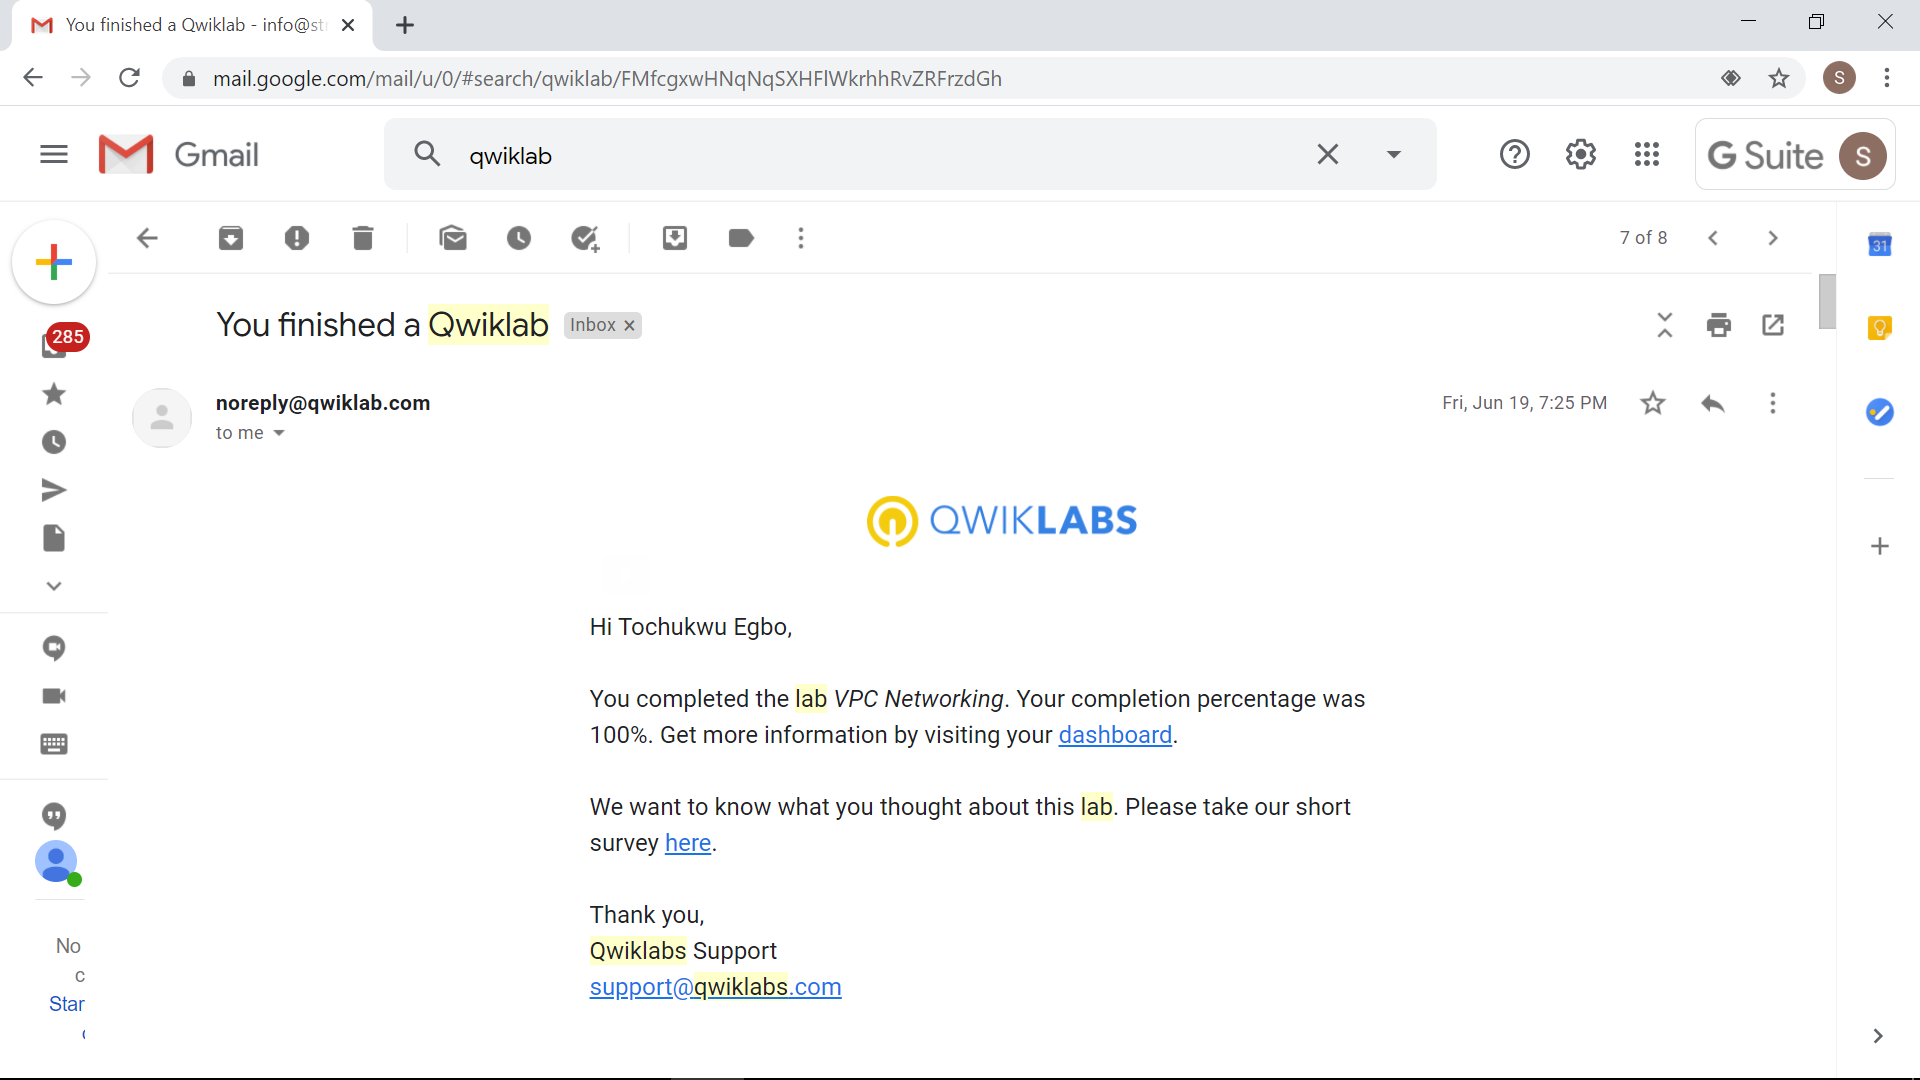 You finished a Qwiklab - info@st
mail.google.com/mail/u/0/#search/qwiklab/FMfcgxwHNqNqSXHFlWkrhhRvZRFrzdGh
S
Gmail
qwiklab
G Suite
S
7 of 8
31
You finished a Qwiklab
Inbox x
285
noreply@qwiklab.com
Fri, Jun 19, 7:25 PM
to me
QWIKLABS
Hi Tochukwu Egbo,
You completed the lab VPC Networking. Your completion percentage was
100%. Get more information by visiting your dashboard.
We want to know what you thought about this lab. Please take our short
survey here.
Thank you,
Qwiklabs Support
support@qwiklabs.com
No
c
Star